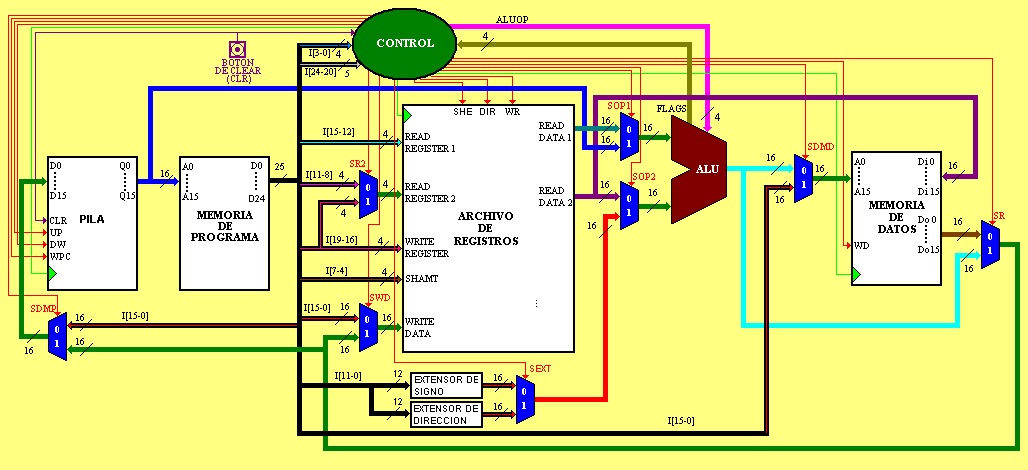 ALUOP
CONTROL
4
I[3-0]
4
I[24-20]
5
BOTON
DE CLEAR
(CLR)
SHE DIR WR
SOP1
FLAGS
4
16
I[15-12]
4
READ
REGISTER 1
READ
DATA 1
16
16
0
1
16
SDMD
D0
Q0
D15
Q15
16
A0
D0
A15
D24
25
I[11-8]
4
SR2
0
1
4
READ
REGISTER 2
4
READ
DATA 2
16
SOP2
0
1
16
16
ALU
16
16
0
1
16
A0
Di 0
A15
Di 15
16
CLR
UP
DW
WPC
PILA
MEMORIA
DE
PROGRAMA
ARCHIVO
DE
REGISTROS
MEMORIA
DE
DATOS
WD
Do 0
Do15
16
SR
0
1
16
I[19-16]
4
WRITE
REGISTER
I[7-4]
4
SHAMT
I[15-0]
16
SWD
0
1
16
16
WRITE
DATA
SDMP
0
1
16
16
16
I[15-0]
SEXT
I[11-0]
12
EXTENSOR DE
SIGNO
16
0
1
12
EXTENSOR DE
DIRECCION
16
I[15-0]